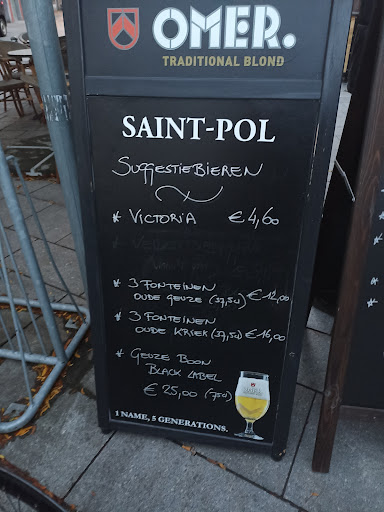 OMER.
TRADITIONAL BLOND
SAINT-POL
SUGGESTIEBIEREN
* VICTORIA € 4,60
* 3 FONTEINEN
OUDE GEUZE (37,5cl) € 12,00
* 3 FONTEINEN
OUDE KRIEK (37,5cl) € 16,00
* GEUZE BOON
BLACK LABEL
€ 25,00 (75cl)
1 NAME, 5 GENERATIONS.